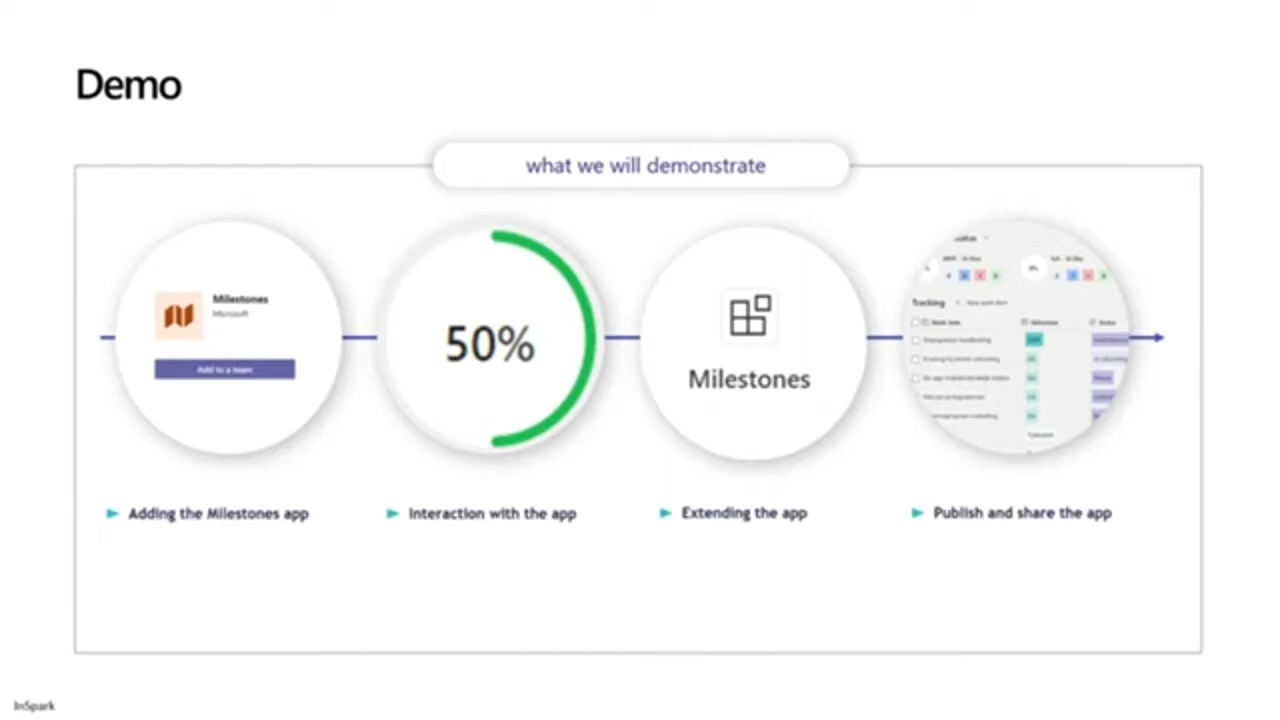 Demo
what we will demonstrate
Milestones
Microsoft
Add to a team
50%
Milestones
Tracking
Adding the Milestones app
Interaction with the app
Extending the app
Publish and share the app
InSpark